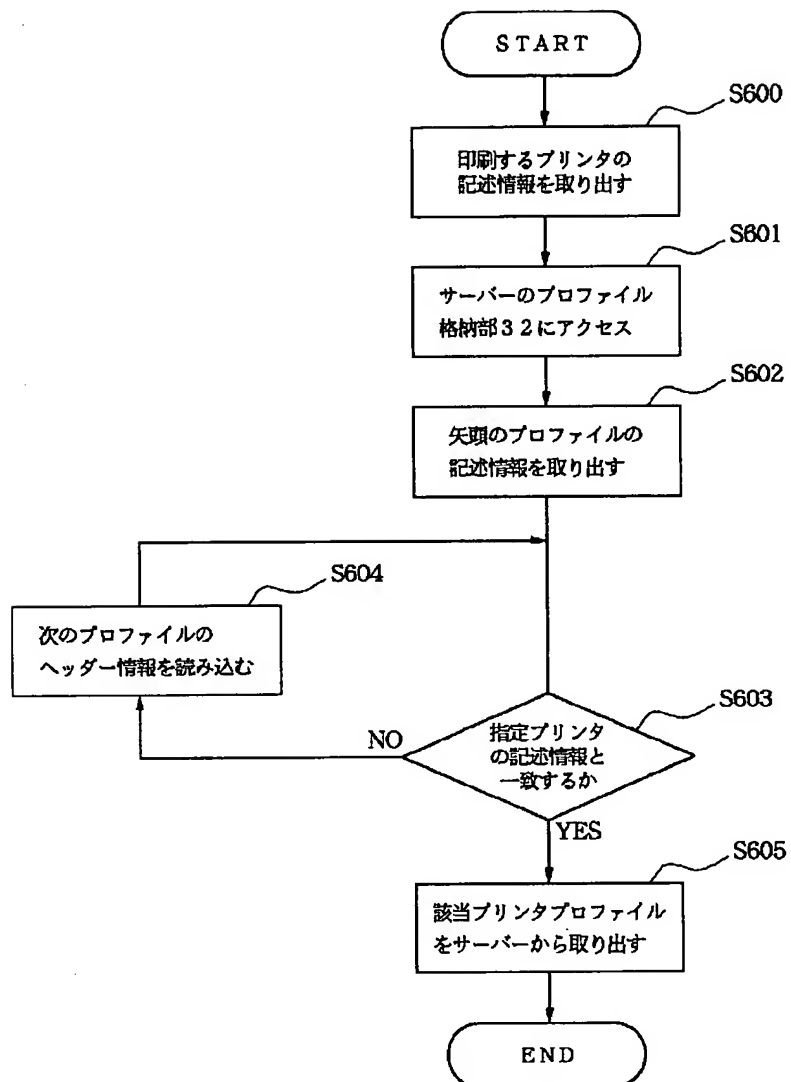 START
S600
印刷するプリンタの
記述情報を取り出す
S601
サーバーのプロファイル
格納部32にアクセス
S602
矢頭のプロファイルの
記述情報を取り出す
S604
次のプロファイルの
ヘッダー情報を読み込む
S603
指定プリンタ
の記述情報と
一致するか
NO
YES
S605
該当プリンタプロファイル
をサーバーから取り出す
END